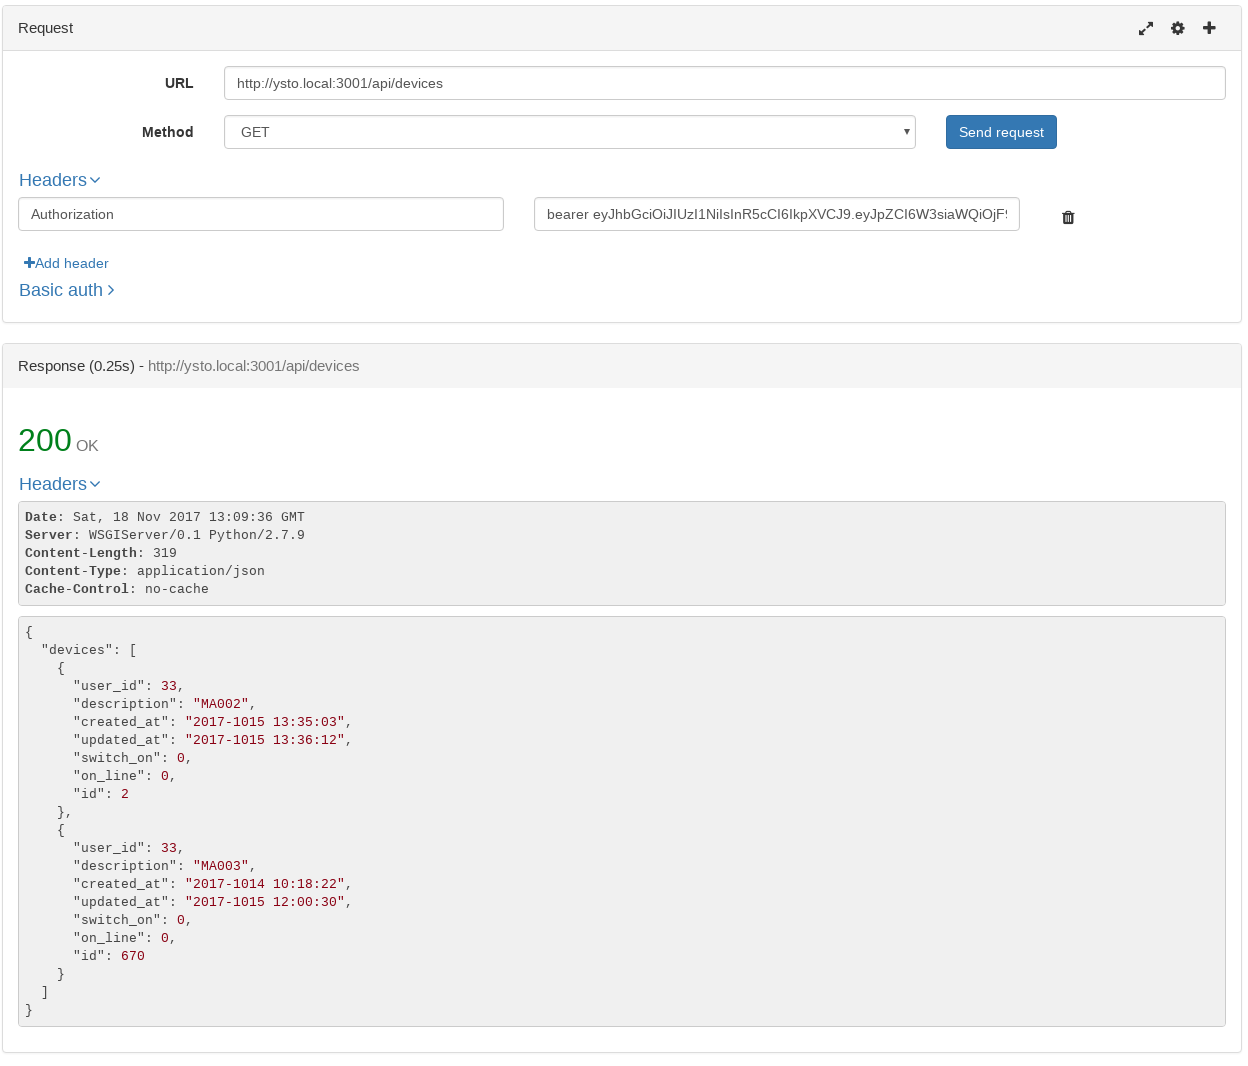 Request
URL
http://ysto.local:3001/api/devices
Method
GET
Send request
Headers
Authorization
bearer eyJhbGciOiJIUzI1NiIsInR5cCI6IkpXVCJ9.eyJpZCI6W3siaWQiOjF9
Add header
Basic auth
Response (0.25s) - http://ysto.local:3001/api/devices
200 OK
Headers
Date: Sat, 18 Nov 2017 13:09:36 GMT
Server: WSGIServer/0.1 Python/2.7.9
Content-Length: 319
Content-Type: application/json
Cache-Control: no-cache
{
  "devices": [
    {
      "user_id": 33,
      "description": "MA002",
      "created_at": "2017-1015 13:35:03",
      "updated_at": "2017-1015 13:36:12",
      "switch_on": 0,
      "on_line": 0,
      "id": 2
    },
    {
      "user_id": 33,
      "description": "MA003",
      "created_at": "2017-1014 10:18:22",
      "updated_at": "2017-1015 12:00:30",
      "switch_on": 0,
      "on_line": 0,
      "id": 670
    }
  ]
}